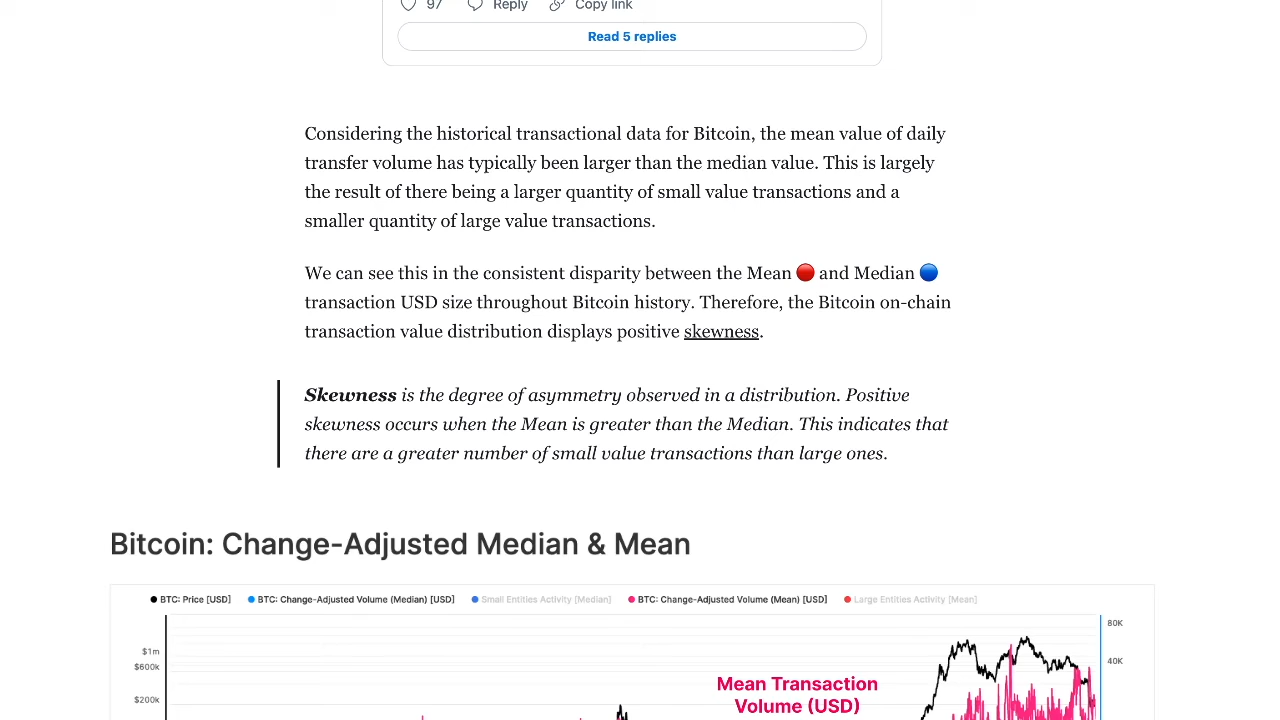 97 Reply Copy link
Read 5 replies
Considering the historical transactional data for Bitcoin, the mean value of daily
transfer volume has typically been larger than the median value. This is largely
the result of there being a larger quantity of small value transactions and a
smaller quantity of large value transactions.
We can see this in the consistent disparity between the Mean 🔴 and Median 🔵
transaction USD size throughout Bitcoin history. Therefore, the Bitcoin on-chain
transaction value distribution displays positive skewness.
Skewness is the degree of asymmetry observed in a distribution. Positive
skewness occurs when the Mean is greater than the Median. This indicates that
there are a greater number of small value transactions than large ones.
Bitcoin: Change-Adjusted Median & Mean
BTC: Price [USD] BTC: Change-Adjusted Volume (Median) [USD] Small Entities Activity [Median] BTC: Change-Adjusted Volume (Mean) [USD] Large Entities Activity [Mean]
80K
$1m
40K
$600k
Mean Transaction
$200k
Volume (USD)